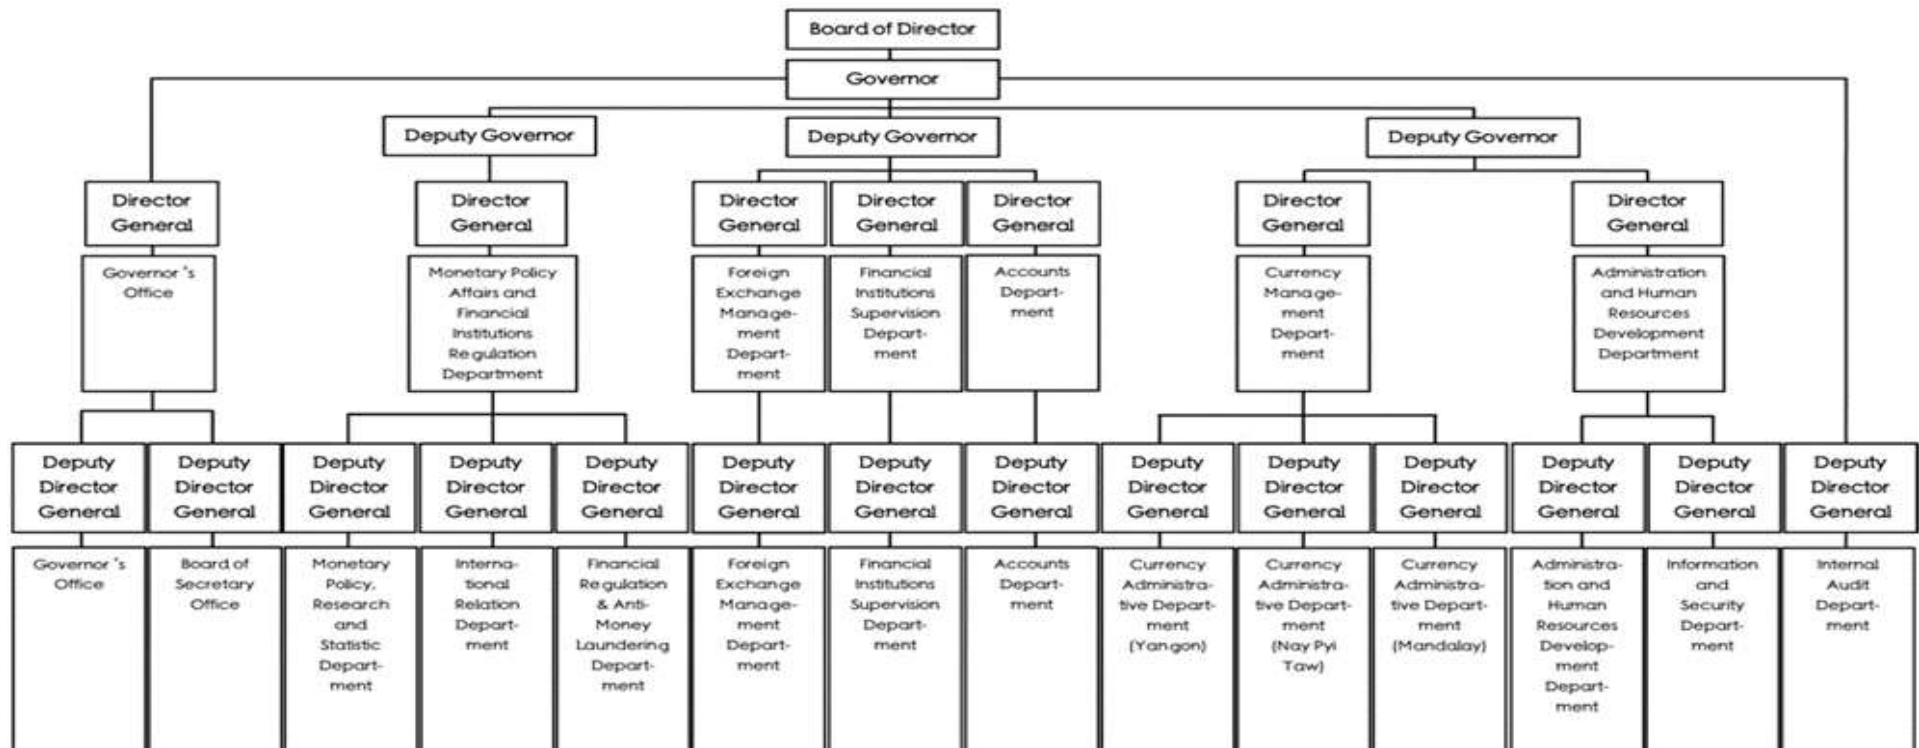 Board of Director
Governor
Deputy Governor
Deputy Governor
Deputy Governor
Director
General
Director
General
Director
General
Director
General
Director
General
Director
General
Director
General
Governor's
Office
Monetary Policy
Affairs and
Financial
Institutions
Regulation
Department
Foreign
Exchange
Manage-
ment
Depart-
ment
Financial
Institutions
Supervision
Depart-
ment
Accounts
Depart-
ment
Currency
Manage-
ment
Depart-
ment
Administration
and Human
Resources
Development
Department
Deputy
Director
General
Deputy
Director
General
Deputy
Director
General
Deputy
Director
General
Deputy
Director
General
Deputy
Director
General
Deputy
Director
General
Deputy
Director
General
Deputy
Director
General
Deputy
Director
General
Deputy
Director
General
Deputy
Director
General
Deputy
Director
General
Deputy
Director
General
Governor's
Office
Board of
Secretary
Office
Monetary
Policy,
Research
and
Statistic
Depart-
ment
Interna-
tional
Relation
Depart-
ment
Financial
Regulation
& Anti-
Money
Laundering
Depart-
ment
Foreign
Exchange
Manage-
ment
Depart-
ment
Financial
Institutions
Supervision
Depart-
ment
Accounts
Depart-
ment
Currency
Administra-
tive Depart-
ment
(Yangon)
Currency
Administra-
tive Depart-
ment
(Nay Pyi
Taw)
Currency
Administra-
tive Depart-
ment
(Mandalay)
Administra-
tion and
Human
Resources
Develop-
ment
Depart-
ment
Information
and
Security
Depart-
ment
Internal
Audit
Depart-
ment